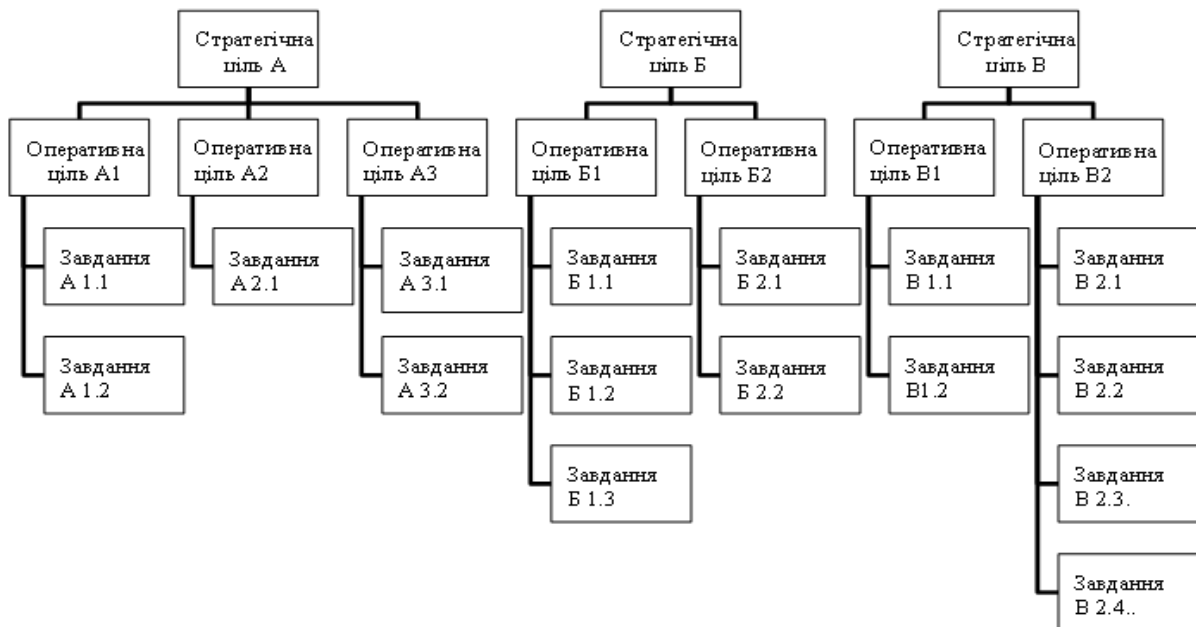 Стратегічна
ціль А
Стратегічна
ціль Б
Стратегічна
ціль В
Оперативна
ціль А1
Оперативна
ціль А2
Оперативна
ціль А3
Оперативна
ціль Б1
Оперативна
ціль Б2
Оперативна
ціль В1
Оперативна
ціль В2
Завдання
А 1.1
Завдання
А 2.1
Завдання
А 3.1
Завдання
Б 1.1
Завдання
Б 2.1
Завдання
В 1.1
Завдання
В 2.1
Завдання
А 1.2
Завдання
А 3.2
Завдання
Б 1.2
Завдання
Б 2.2
Завдання
В1.2
Завдання
В 2.2
Завдання
Б 1.3
Завдання
В 2.3.
Завдання
В 2.4..